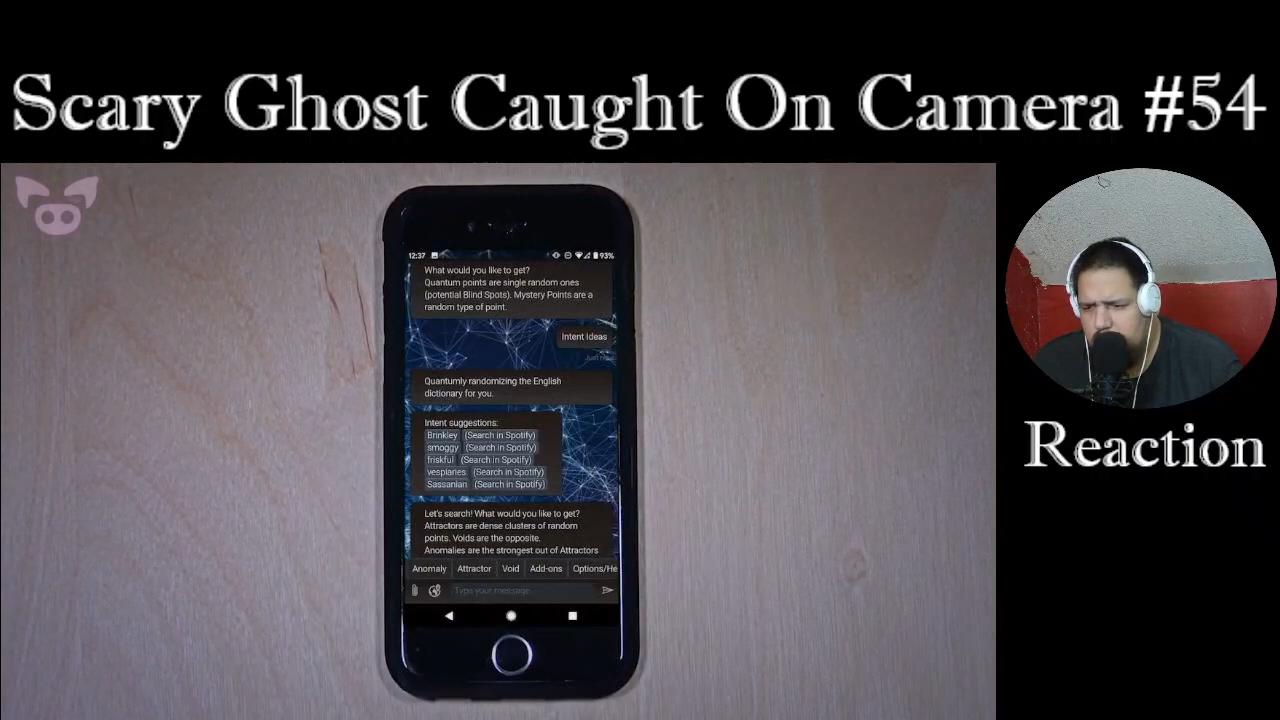 Scary Ghost Caught On Camera #54
12:37
93%
What would you like to get?
Quantum points are single random ones
(potential Blind Spots). Mystery Points are a
random type of point.
Intent Ideas
Just now
Quantumly randomizing the English
dictionary for you.
Intent suggestions:
Brinkley (Search in Spotify)
smoggy (Search in Spotify)
friskful (Search in Spotify)
vespiaries (Search in Spotify)
Sassanian (Search in Spotify)
Let's search! What would you like to get?
Attractors are dense clusters of random
points. Voids are the opposite.
Anomalies are the strongest out of Attractors
Anomaly Attractor Void Add-ons Options/He
Type your message
Reaction